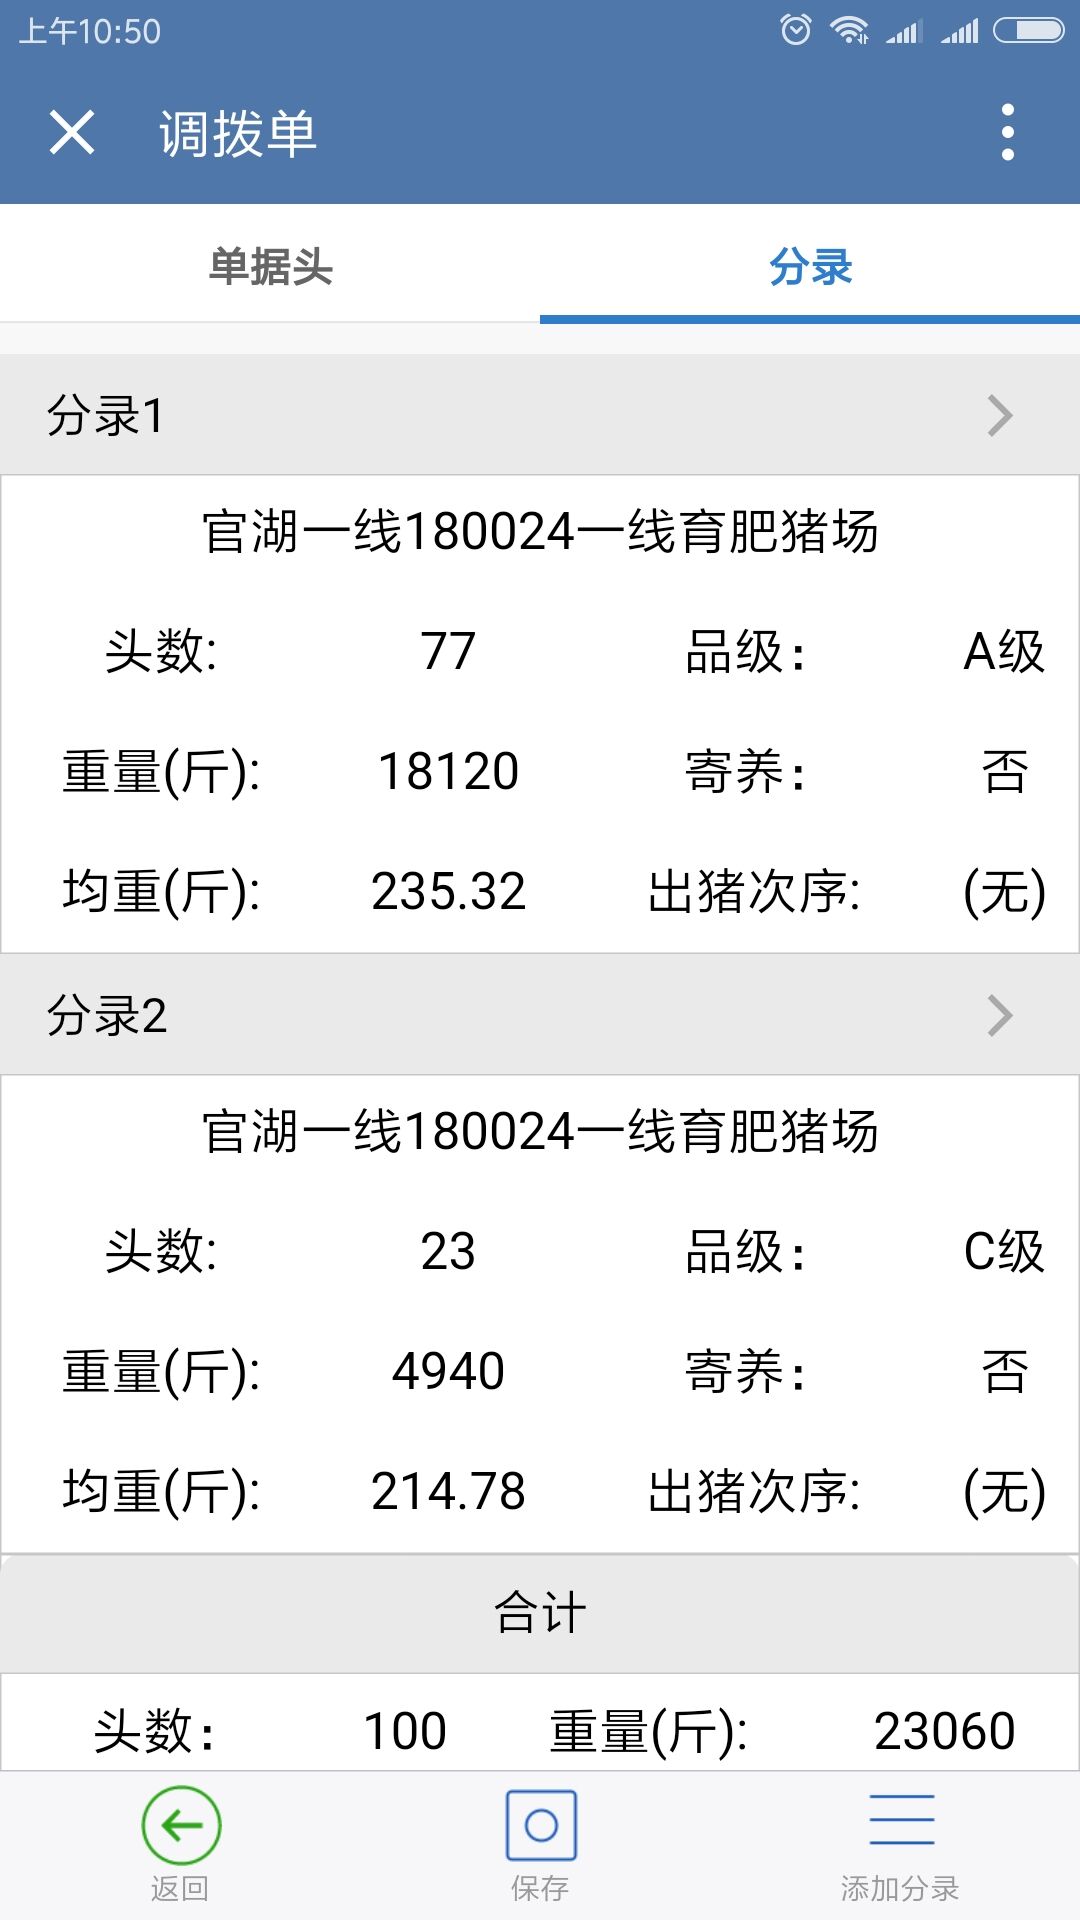 上午10:50
调拨单
单据头 分录
分录1
官湖一线180024一线育肥猪场
头数: 77 品级： A级
重量(斤): 18120 寄养： 否
均重(斤): 235.32 出猪次序: (无)
分录2
官湖一线180024一线育肥猪场
头数: 23 品级： C级
重量(斤): 4940 寄养： 否
均重(斤): 214.78 出猪次序: (无)
合计
头数： 100 重量(斤): 23060
返回 保存 添加分录